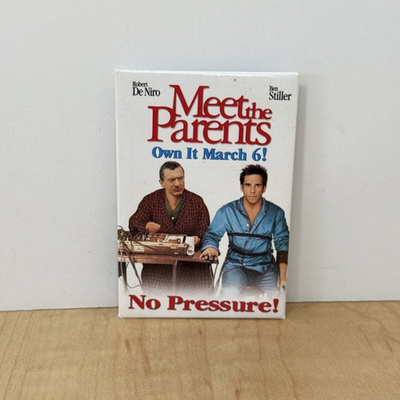 Robert
De Niro
Ben
Stiller
Meet the
Parents
Own It March 6!
No Pressure!